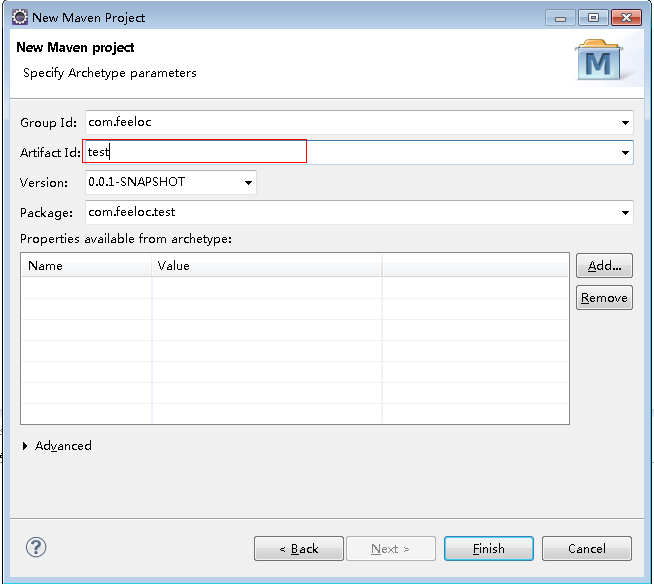 New Maven Project
New Maven project
Specify Archetype parameters
M
Group Id: com.feeloc
Artifact Id: test
Version: 0.0.1-SNAPSHOT
Package: com.feeloc.test
Properties available from archetype:
Name Value
Add...
Remove
Advanced
? < Back Next > Finish Cancel